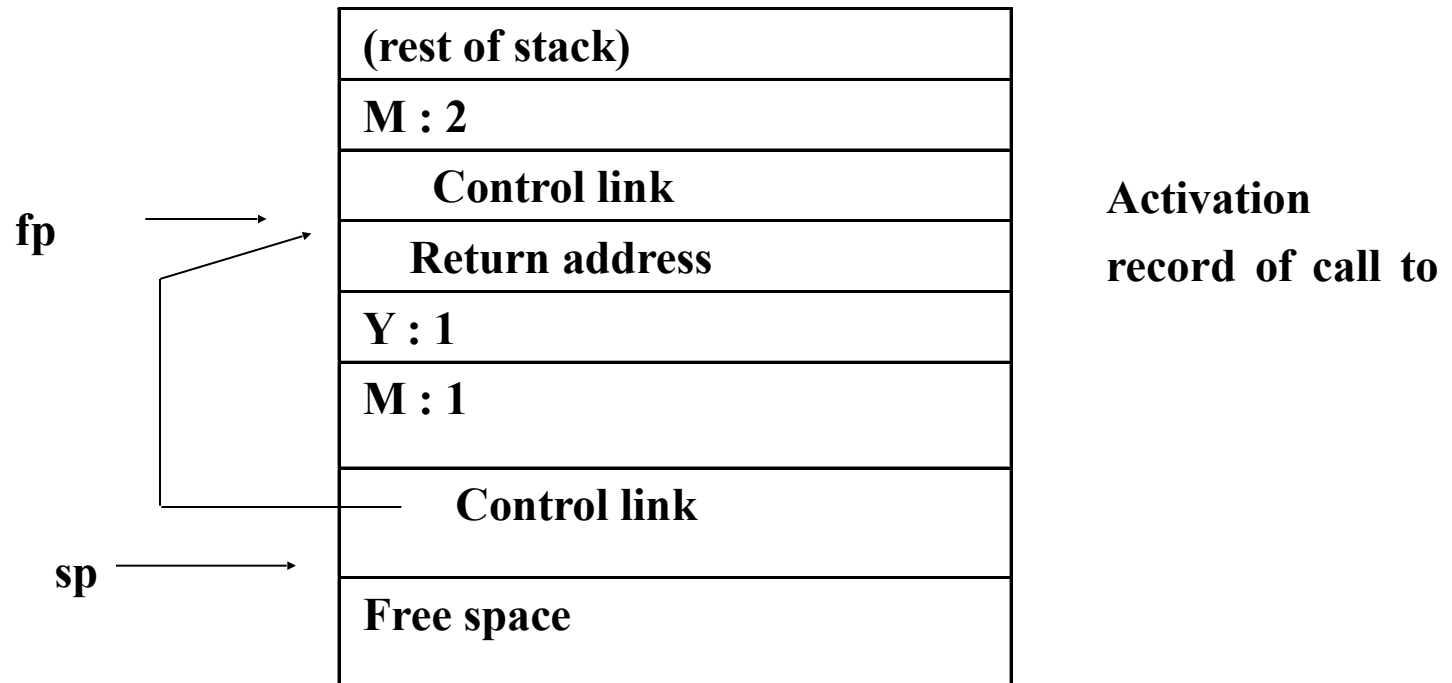 (rest of stack)
M : 2
Control link
fp
Return address
Y : 1
M : 1
Control link
sp
Free space
Activation
record of call to